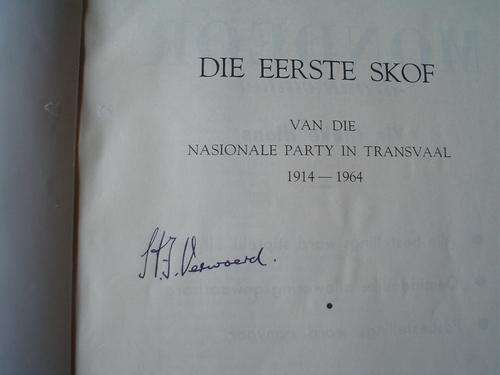 DIE EERSTE SKOF
VAN DIE
NASIONALE PARTY IN TRANSVAAL
1914 — 1964
H.F. Verwoerd.